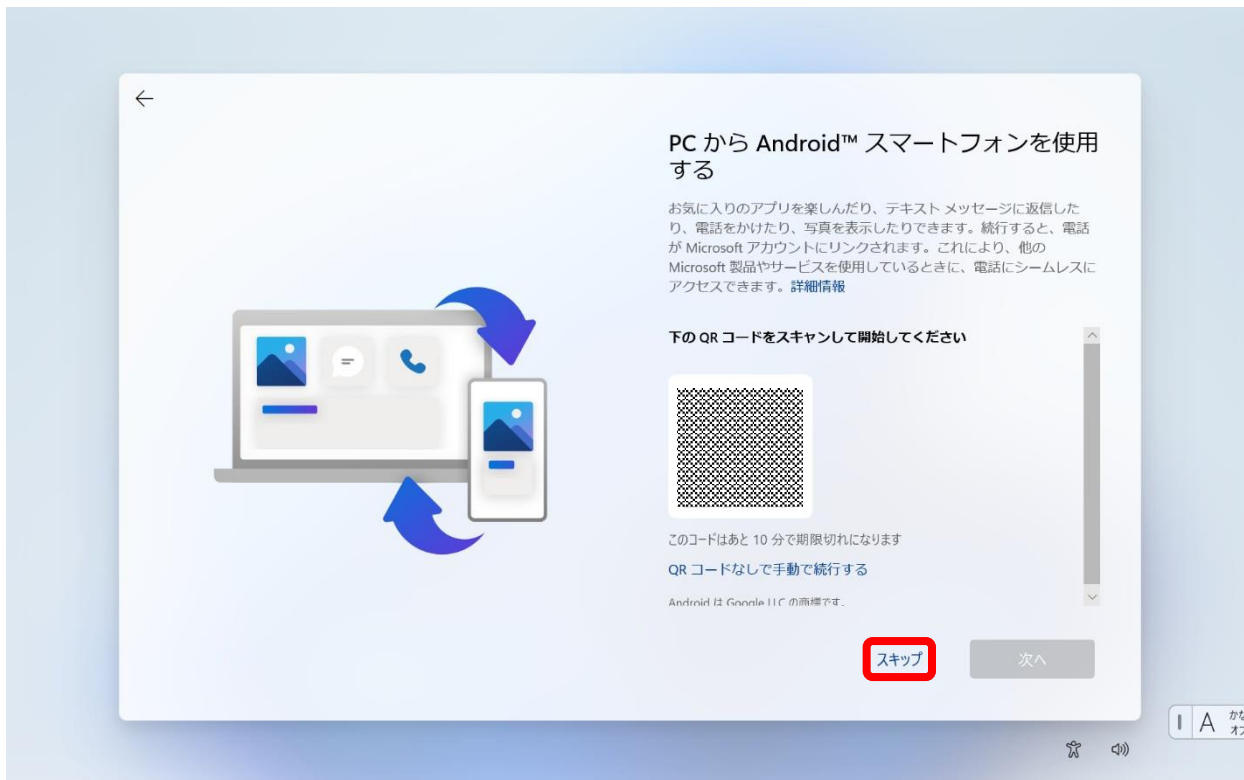 PC から Android™ スマートフォンを使用
する
お気に入りのアプリを楽しんだり、テキスト メッセージに返信した
り、電話をかけたり、写真を表示したりできます。続行すると、電話
が Microsoft アカウントにリンクされます。これにより、他の
Microsoft 製品やサービスを使用しているときに、電話にシームレスに
アクセスできます。詳細情報
下の QR コードをスキャンして開始してください
このコードはあと 10 分で期限切れになります
QR コードなしで手動で続行する
Android は Google LLC の商標です。
スキップ
次へ
A
かな